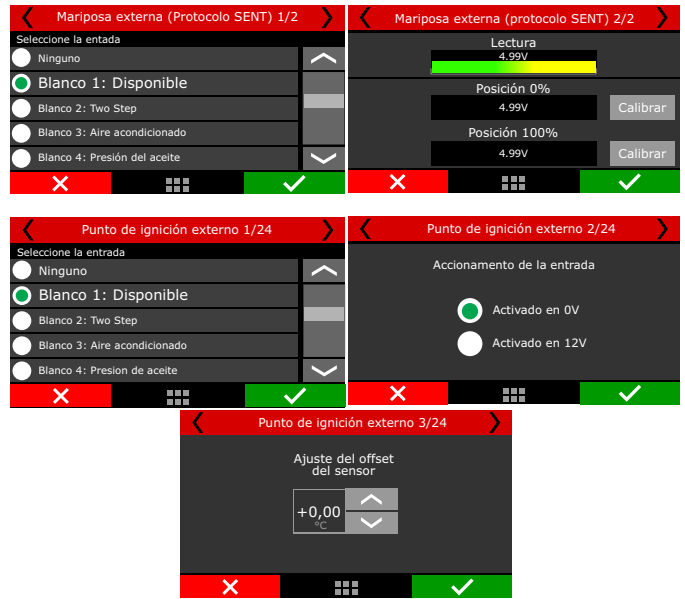 Mariposa externa (Protocolo SENT) 1/2
Seleccione la entada
Ninguno
Blanco 1: Disponible
Blanco 2: Two Step
Blanco 3: Aire acondicionado
Blanco 4: Presión del aceite
Mariposa externa (protocolo SENT) 2/2
Lectura
4.99V
Posición 0%
4.99V
Calibrar
Posición 100%
4.99V
Calibrar
Punto de ignición externo 1/24
Seleccione la entrada
Ninguno
Blanco 1: Disponible
Blanco 2: Two Step
Blanco 3: Aire acondicionado
Blanco 4: Presion de aceite
Punto de ignición externo 2/24
Accionamento de la entrada
Activado en 0V
Activado en 12V
Punto de ignición externo 3/24
Ajuste del offset
del sensor
+0,00
°C